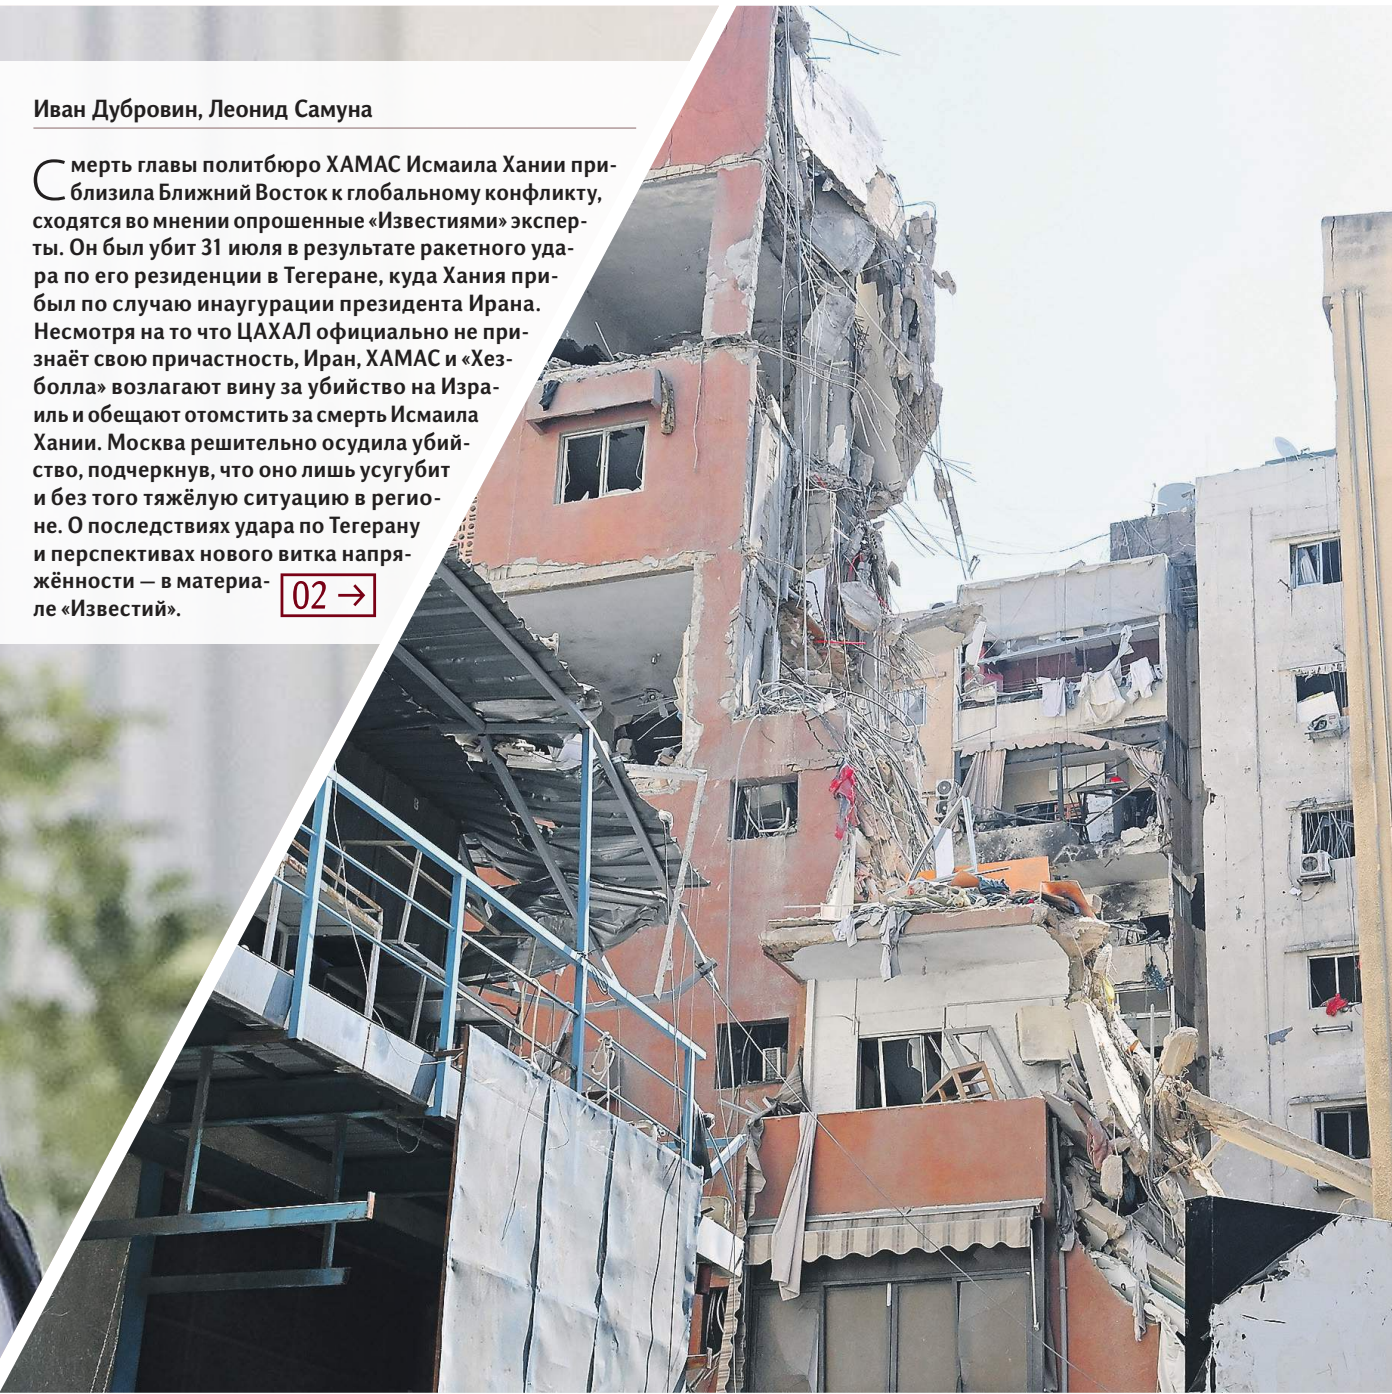 Иван Дубровин, Леонид Самуна
Смерть главы политбюро ХАМАС Исмаила Хании при-
близила Ближний Восток к глобальному конфликту,
сходятся во мнении опрошенные «Известиями» экспер-
ты. Он был убит 31 июля в результате ракетного уда-
ра по его резиденции в Тегеране, куда Хания при-
был по случаю инаугурации президента Ирана.
Несмотря на то что ЦАХАЛ официально не при-
знаёт свою причастность, Иран, ХАМАС и «Хез-
болла» возлагают вину за убийство на Изра-
иль и обещают отомстить за смерть Исмаила
Хании. Москва решительно осудила убий-
ство, подчеркнув, что оно лишь усугубит
и без того тяжёлую ситуацию в регио-
не. О последствиях удара по Тегерану
и перспективах нового витка напря-
жённости — в материа-
ле «Известий».
02 →